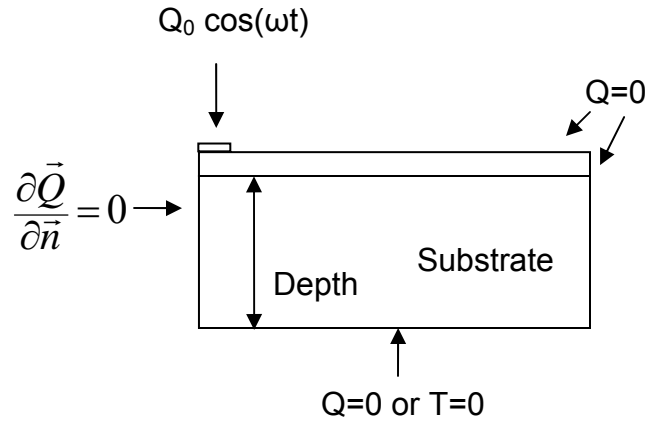 Q₀ cos(ωt)
Q=0
∂Q⃗/∂n⃗ = 0
Substrate
Depth
Q=0 or T=0